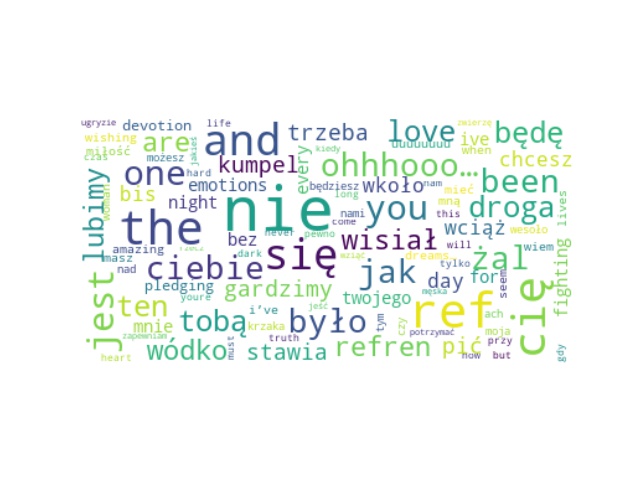 ugryzie devotion life zwierzę
wishing are and trzeba love uuuuuuuu ive będę
miłość czas możesz jakieś kiedy when chcesz
one hard kumpel every ohhhooo...
lubimy woman bis emotions będziesz wkoło nam mieć been
night long nami you mną droga lives
the nie come this wciąż wesoło
amazing rzecz bez never pewno wisiał will wiem
masz dark się wziąć dreams... żal
nad ciebie jak tylko day for seem fighting
pledging gardzimy twojego
jest youre jeść męska cię
ten tobą i've było ref ach
mnie krzaka tym czy potrzymać moja
zapewniam truth przy
wódko must stawia refren pić now but gdy
heart